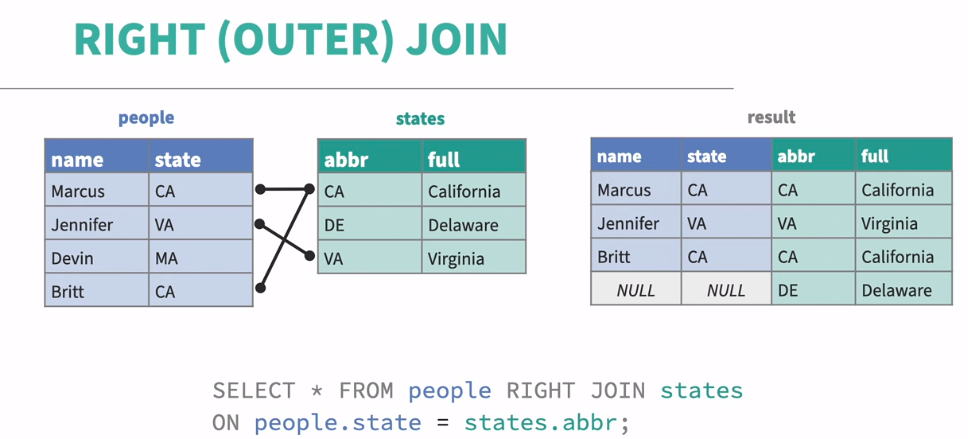 RIGHT (OUTER) JOIN
people
name state
Marcus CA
Jennifer VA
Devin MA
Britt CA
states
abbr full
CA California
DE Delaware
VA Virginia
result
name state abbr full
Marcus CA CA California
Jennifer VA VA Virginia
Britt CA CA California
NULL NULL DE Delaware
SELECT * FROM people RIGHT JOIN states
ON people.state = states.abbr;